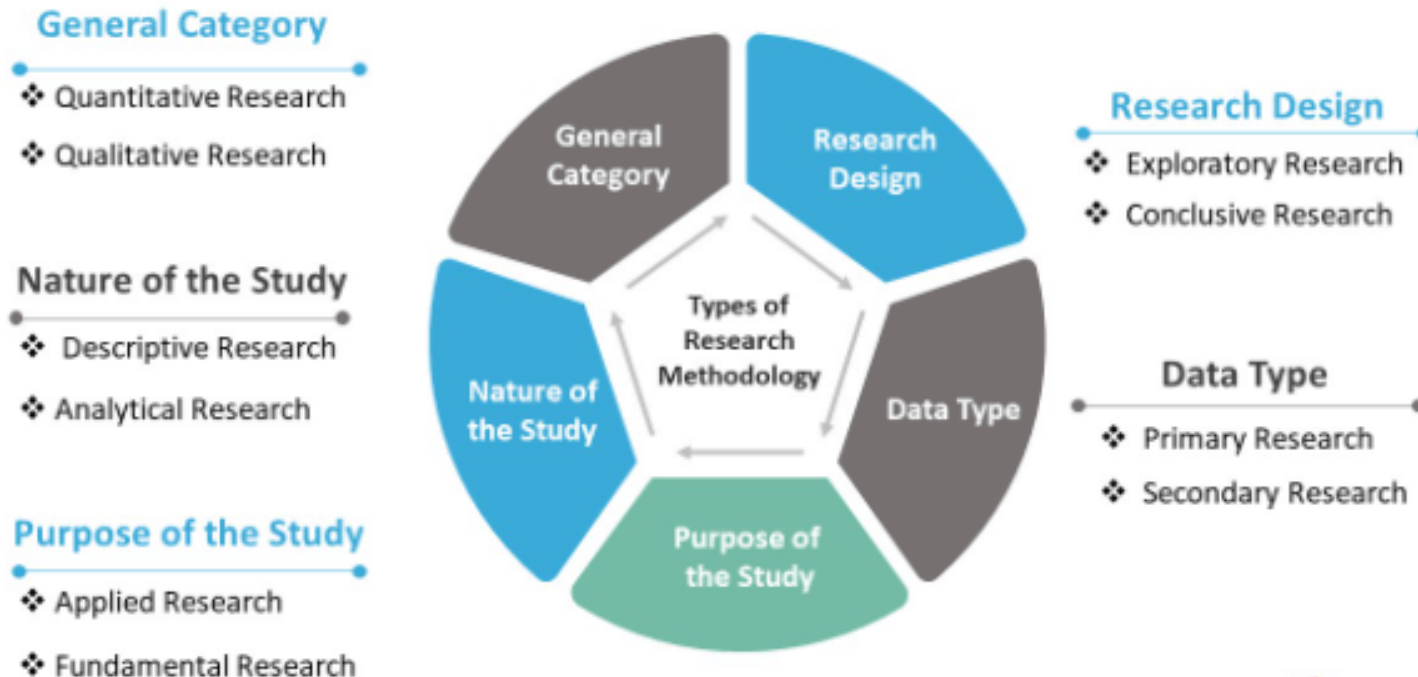 General Category
❖ Quantitative Research
❖ Qualitative Research
Nature of the Study
❖ Descriptive Research
❖ Analytical Research
Purpose of the Study
❖ Applied Research
❖ Fundamental Research
General
Category
Research
Design
Nature of
the Study
Types of
Research
Methodology
Data Type
Purpose of
the Study
Research Design
❖ Exploratory Research
❖ Conclusive Research
Data Type
❖ Primary Research
❖ Secondary Research